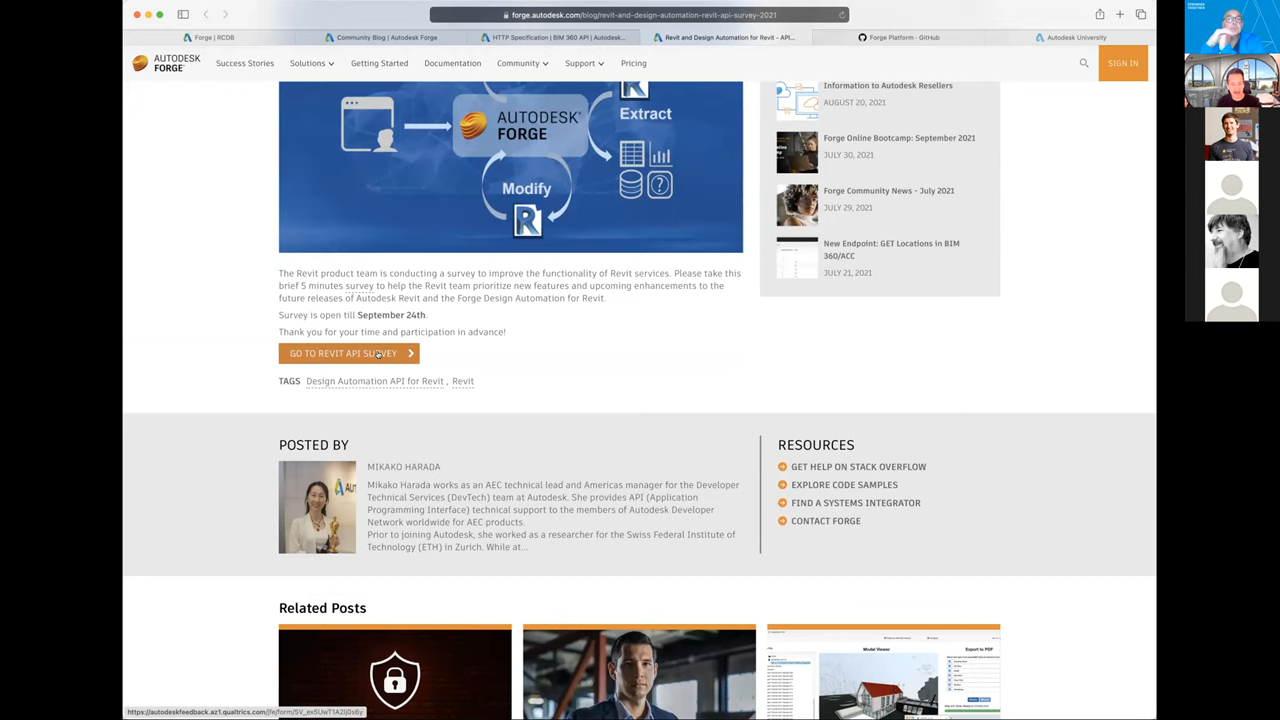 forge.autodesk.com/blog/revit-and-design-automation-revit-api-survey-2021
Forge | RCDB
Community Blog | Autodesk Forge
HTTP Specification | BIM 360 API | Autodesk...
Revit and Design Automation for Revit - API...
Forge Platform · GitHub
Autodesk University
AUTODESK FORGE
Success Stories
Solutions
Getting Started
Documentation
Community
Support
Pricing
SIGN IN
AUTODESK
FORGE
Extract
Modify
Information to Autodesk Resellers
AUGUST 20, 2021
Forge Online Bootcamp: September 2021
JULY 30, 2021
Forge Community News - July 2021
JULY 29, 2021
New Endpoint: GET Locations in BIM
360/ACC
JULY 21, 2021
The Revit product team is conducting a survey to improve the functionality of Revit services. Please take this
brief 5 minutes survey to help the Revit team prioritize new features and upcoming enhancements to the
future releases of Autodesk Revit and the Forge Design Automation for Revit.
Survey is open till September 24th.
Thank you for your time and participation in advance!
GO TO REVIT API SURVEY
TAGS Design Automation API for Revit , Revit
POSTED BY
MIKAKO HARADA
Mikako Harada works as an AEC technical lead and Americas manager for the Developer
Technical Services (DevTech) team at Autodesk. She provides API (Application
Programming Interface) technical support to the members of Autodesk Developer
Network worldwide for AEC products.
Prior to joining Autodesk, she worked as a researcher for the Swiss Federal Institute of
Technology (ETH) in Zurich. While at...
RESOURCES
GET HELP ON STACK OVERFLOW
EXPLORE CODE SAMPLES
FIND A SYSTEMS INTEGRATOR
CONTACT FORGE
Related Posts
Model Viewer
Export to PDF